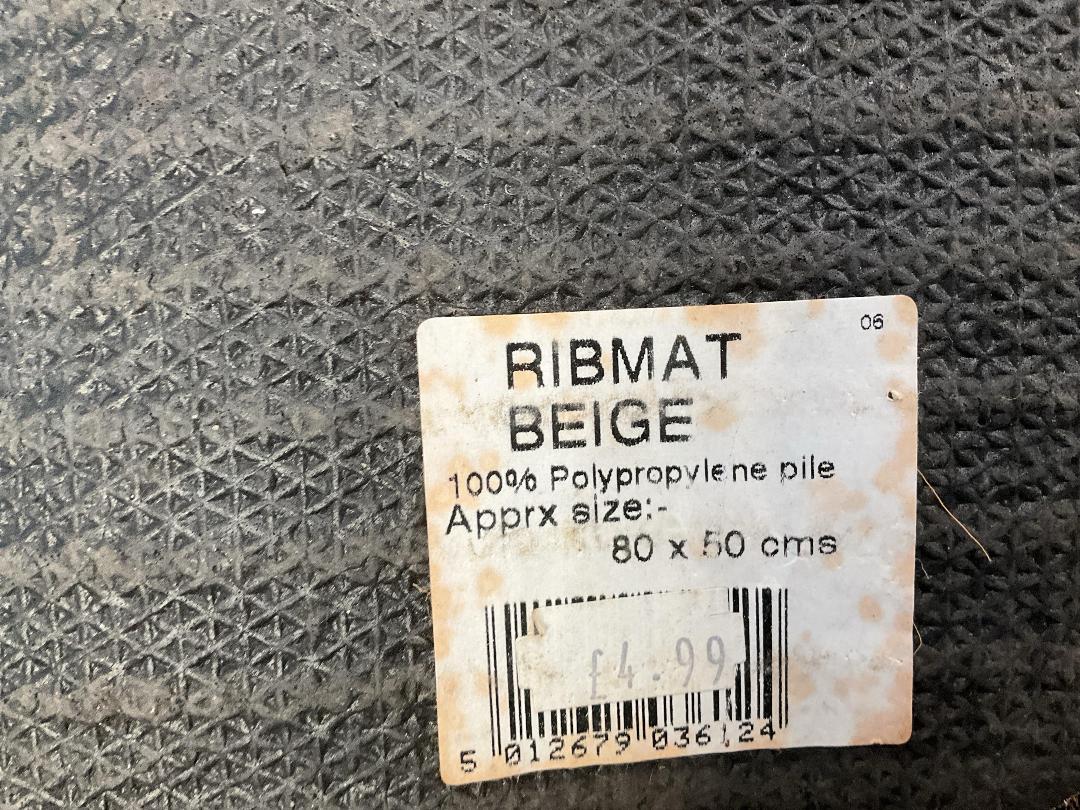 06
RIBMAT
BEIGE
100% Polypropylene pile
Apprx size:-
80 x 50 cms
£4.99
5 012679 036124